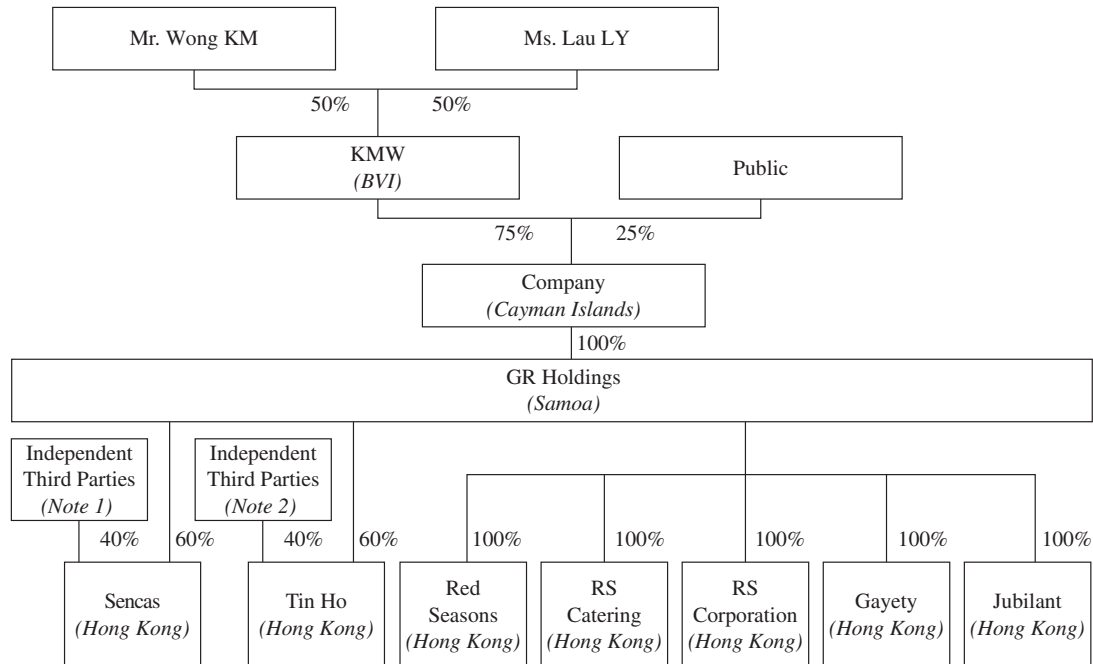 Mr. Wong KM
Ms. Lau LY
50%
50%
KMW
(BVI)
Public
75%
25%
Company
(Cayman Islands)
100%
GR Holdings
(Samoa)
Independent
Third Parties
(Note 1)
Independent
Third Parties
(Note 2)
40%
60%
40%
60%
100%
100%
100%
100%
100%
Sencas
(Hong Kong)
Tin Ho
(Hong Kong)
Red
Seasons
(Hong Kong)
RS
Catering
(Hong Kong)
RS
Corporation
(Hong Kong)
Gayety
(Hong Kong)
Jubilant
(Hong Kong)